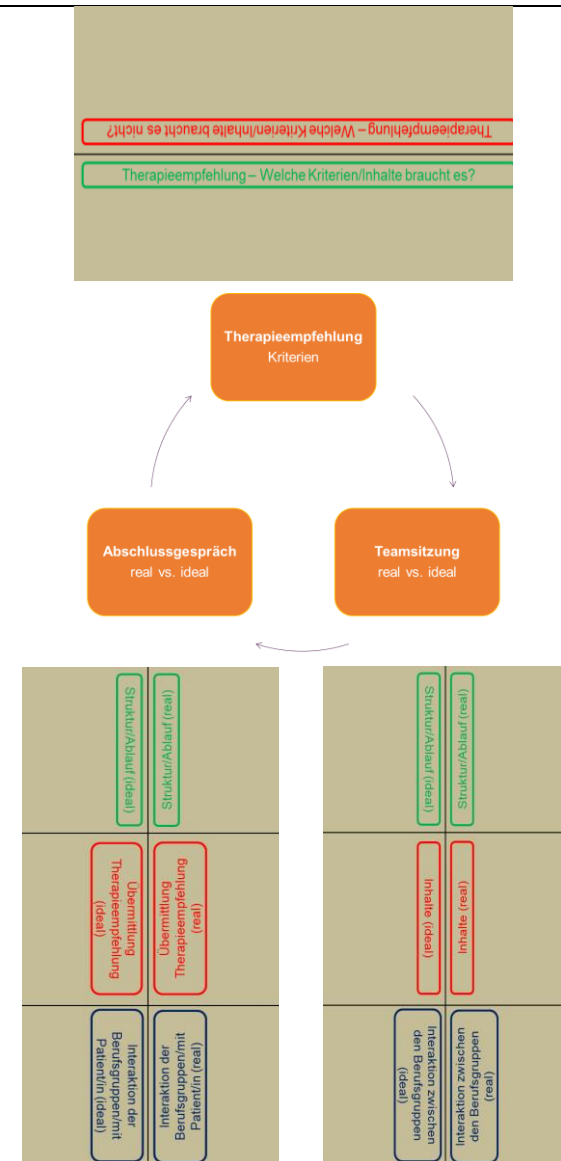 Therapieempfehlung – Welche Kriterien/Inhalte braucht es nicht?
Therapieempfehlung – Welche Kriterien/Inhalte braucht es?
Therapieempfehlung
Kriterien
Abschlussgespräch
real vs. ideal
Teamsitzung
real vs. ideal
Struktur/Ablauf (ideal)
Struktur/Ablauf (real)
Übermittlung
Therapieempfehlung
(ideal)
Übermittlung
Therapieempfehlung
(real)
Interaktion der
Berufsgruppen/mit
Patient/in (ideal)
Interaktion der
Berufsgruppen/mit
Patient/in (real)
Struktur/Ablauf (ideal)
Struktur/Ablauf (real)
Inhalte (ideal)
Inhalte (real)
Interaktion zwischen
den Berufsgruppen
(ideal)
Interaktion zwischen
den Berufsgruppen
(real)